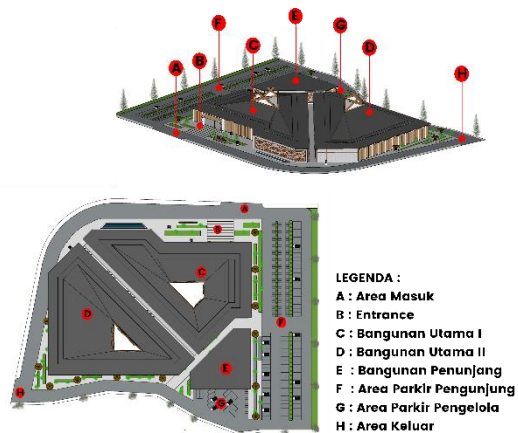 E
F
G
C
D
B
A
H
A
B
C
D
F
E
G
H
LEGENDA :
A : Area Masuk
B : Entrance
C : Bangunan Utama I
D : Bangunan Utama II
E : Bangunan Penunjang
F : Area Parkir Pengunjung
G : Area Parkir Pengelola
H : Area Keluar